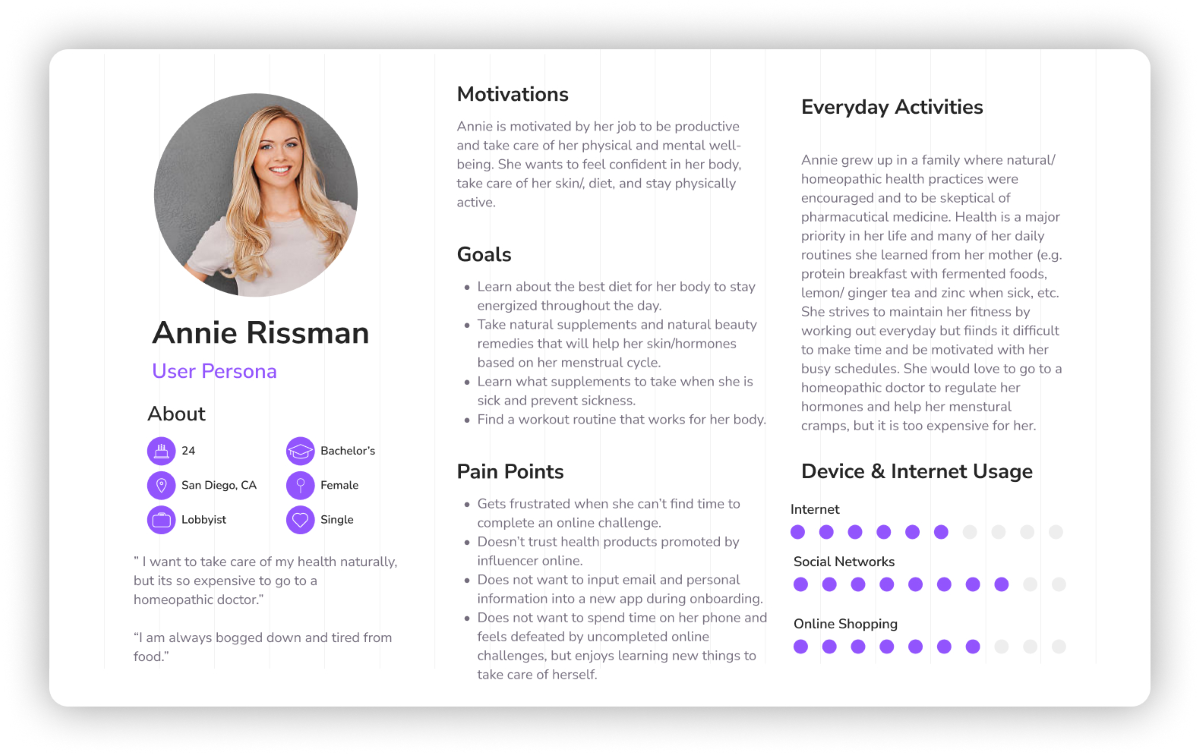 Annie Rissman
User Persona
About
24
Bachelor's
San Diego, CA
Female
Lobbyist
Single
" I want to take care of my health naturally,
but its so expensive to go to a
homeopathic doctor."
"I am always bogged down and tired from
food."
Motivations
Annie is motivated by her job to be productive
and take care of her physical and mental well-
being. She wants to feel confident in her body,
take care of her skin/, diet, and stay physically
active.
Goals
• Learn about the best diet for her body to stay
energized throughout the day.
• Take natural supplements and natural beauty
remedies that will help her skin/hormones
based on her menstrual cycle.
• Learn what supplements to take when she is
sick and prevent sickness.
• Find a workout routine that works for her body.
Pain Points
• Gets frustrated when she can't find time to
complete an online challenge.
• Doesn't trust health products promoted by
influencer online.
• Does not want to input email and personal
information into a new app during onboarding.
• Does not want to spend time on her phone and
feels defeated by uncompleted online
challenges, but enjoys learning new things to
take care of herself.
Everyday Activities
Annie grew up in a family where natural/
homeopathic health practices were
encouraged and to be skeptical of
pharmacutical medicine. Health is a major
priority in her life and many of her daily
routines she learned from her mother (e.g.
protein breakfast with fermented foods,
lemon/ ginger tea and zinc when sick, etc.
She strives to maintain her fitness by
working out everyday but fiinds it difficult
to make time and be motivated with her
busy schedules. She would love to go to a
homeopathic doctor to regulate her
hormones and help her menstural
cramps, but it is too expensive for her.
Device & Internet Usage
Internet
Social Networks
Online Shopping